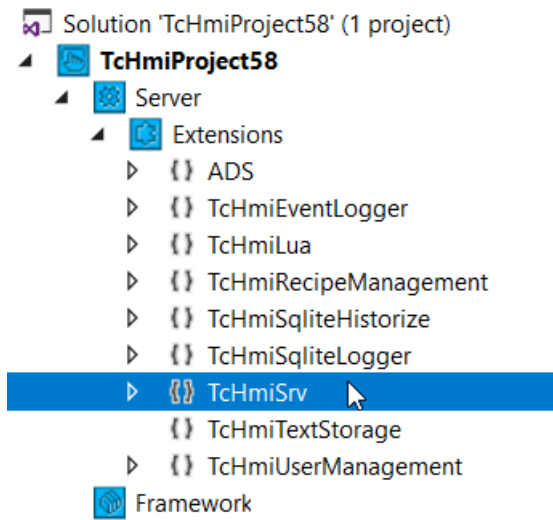 Solution 'TcHmiProject58' (1 project)
TcHmiProject58
Server
Extensions
ADS
TcHmiEventLogger
TcHmiLua
TcHmiRecipeManagement
TcHmiSqliteHistorize
TcHmiSqliteLogger
TcHmiSrv
TcHmiTextStorage
TcHmiUserManagement
Framework